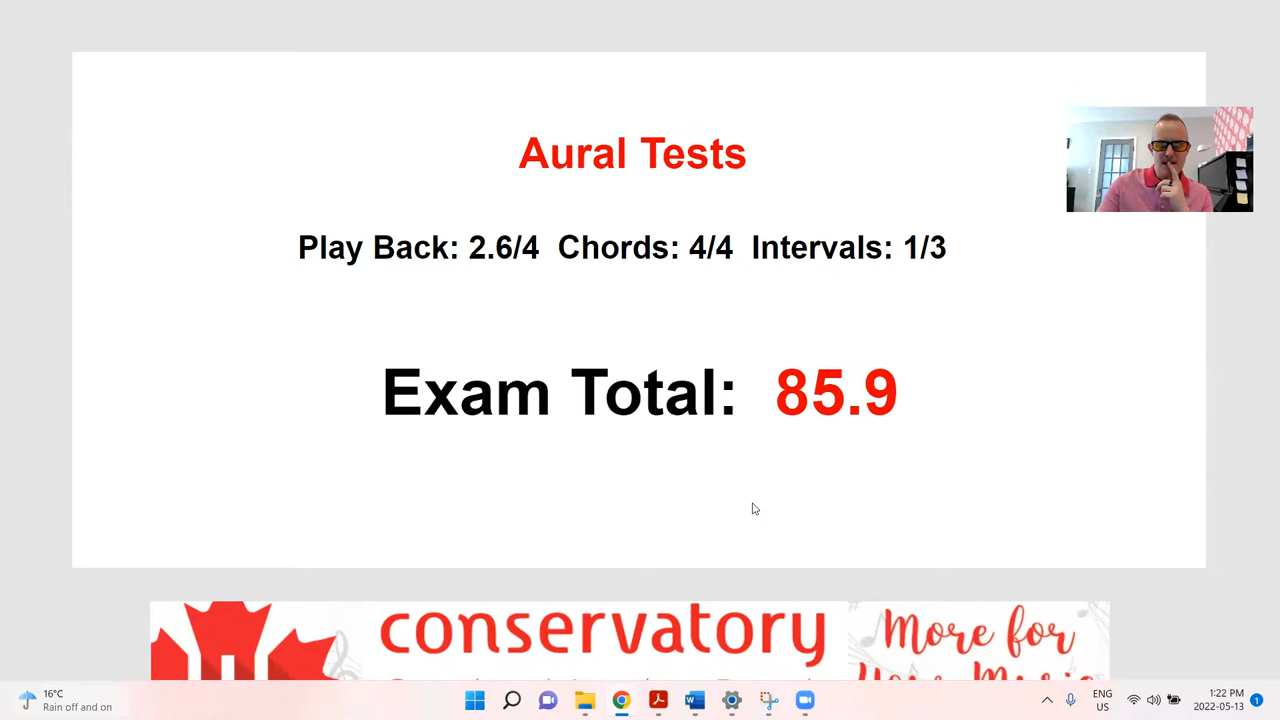 Aural Tests
Play Back: 2.6/4 Chords: 4/4 Intervals: 1/3
Exam Total: 85.9
conservatory
More for
16°C
Rain off and on
ENG
US
1:22 PM
2022-05-13
1